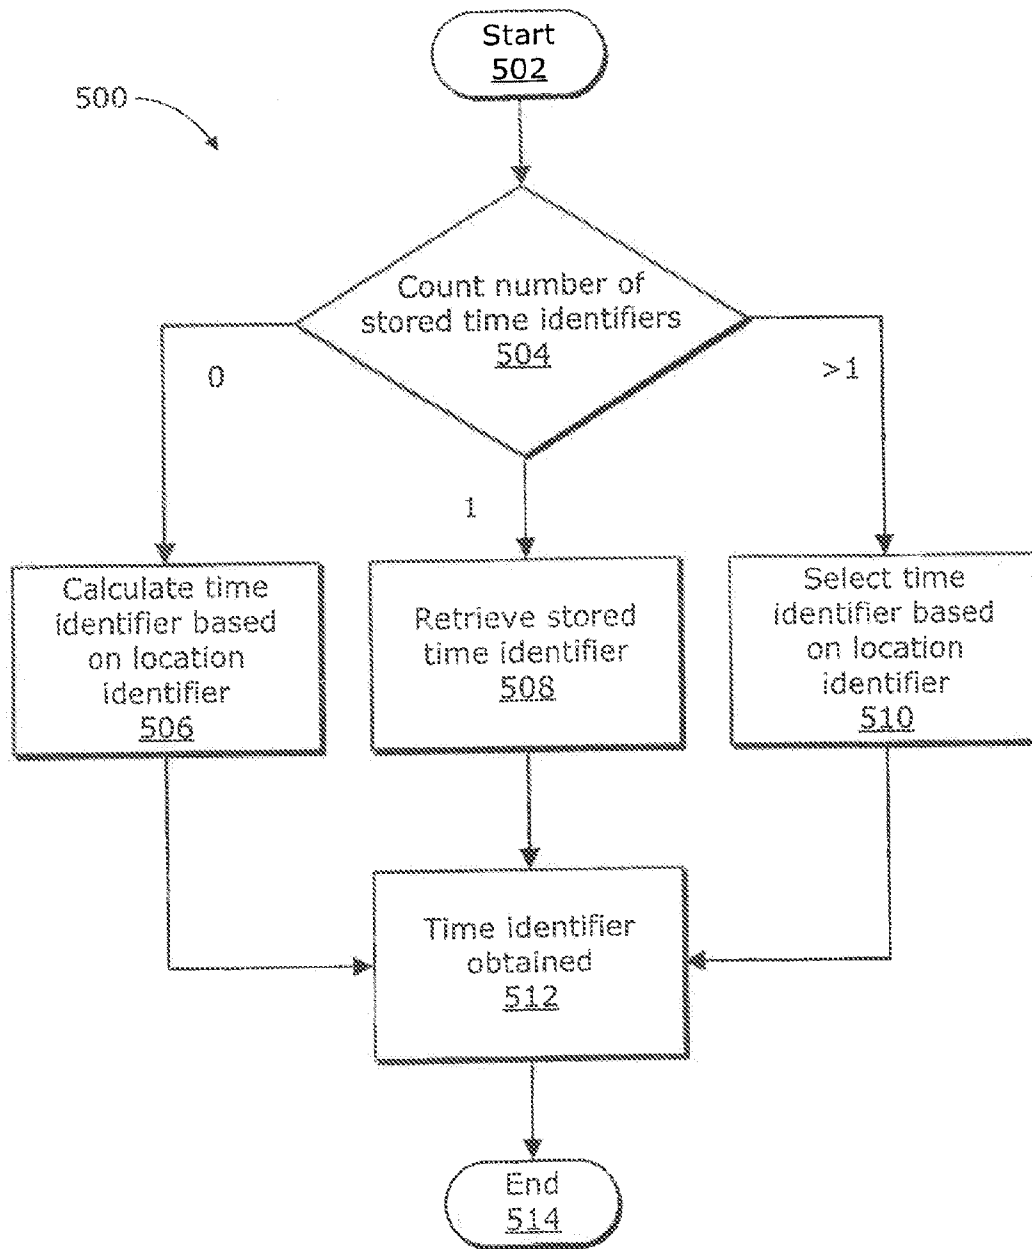 Start
502
500
Count number of
stored time identifiers
504
0
1
>1
Calculate time
identifier based
on location
identifier
506
Retrieve stored
time identifier
508
Select time
identifier based
on location
identifier
510
Time identifier
obtained
512
End
514